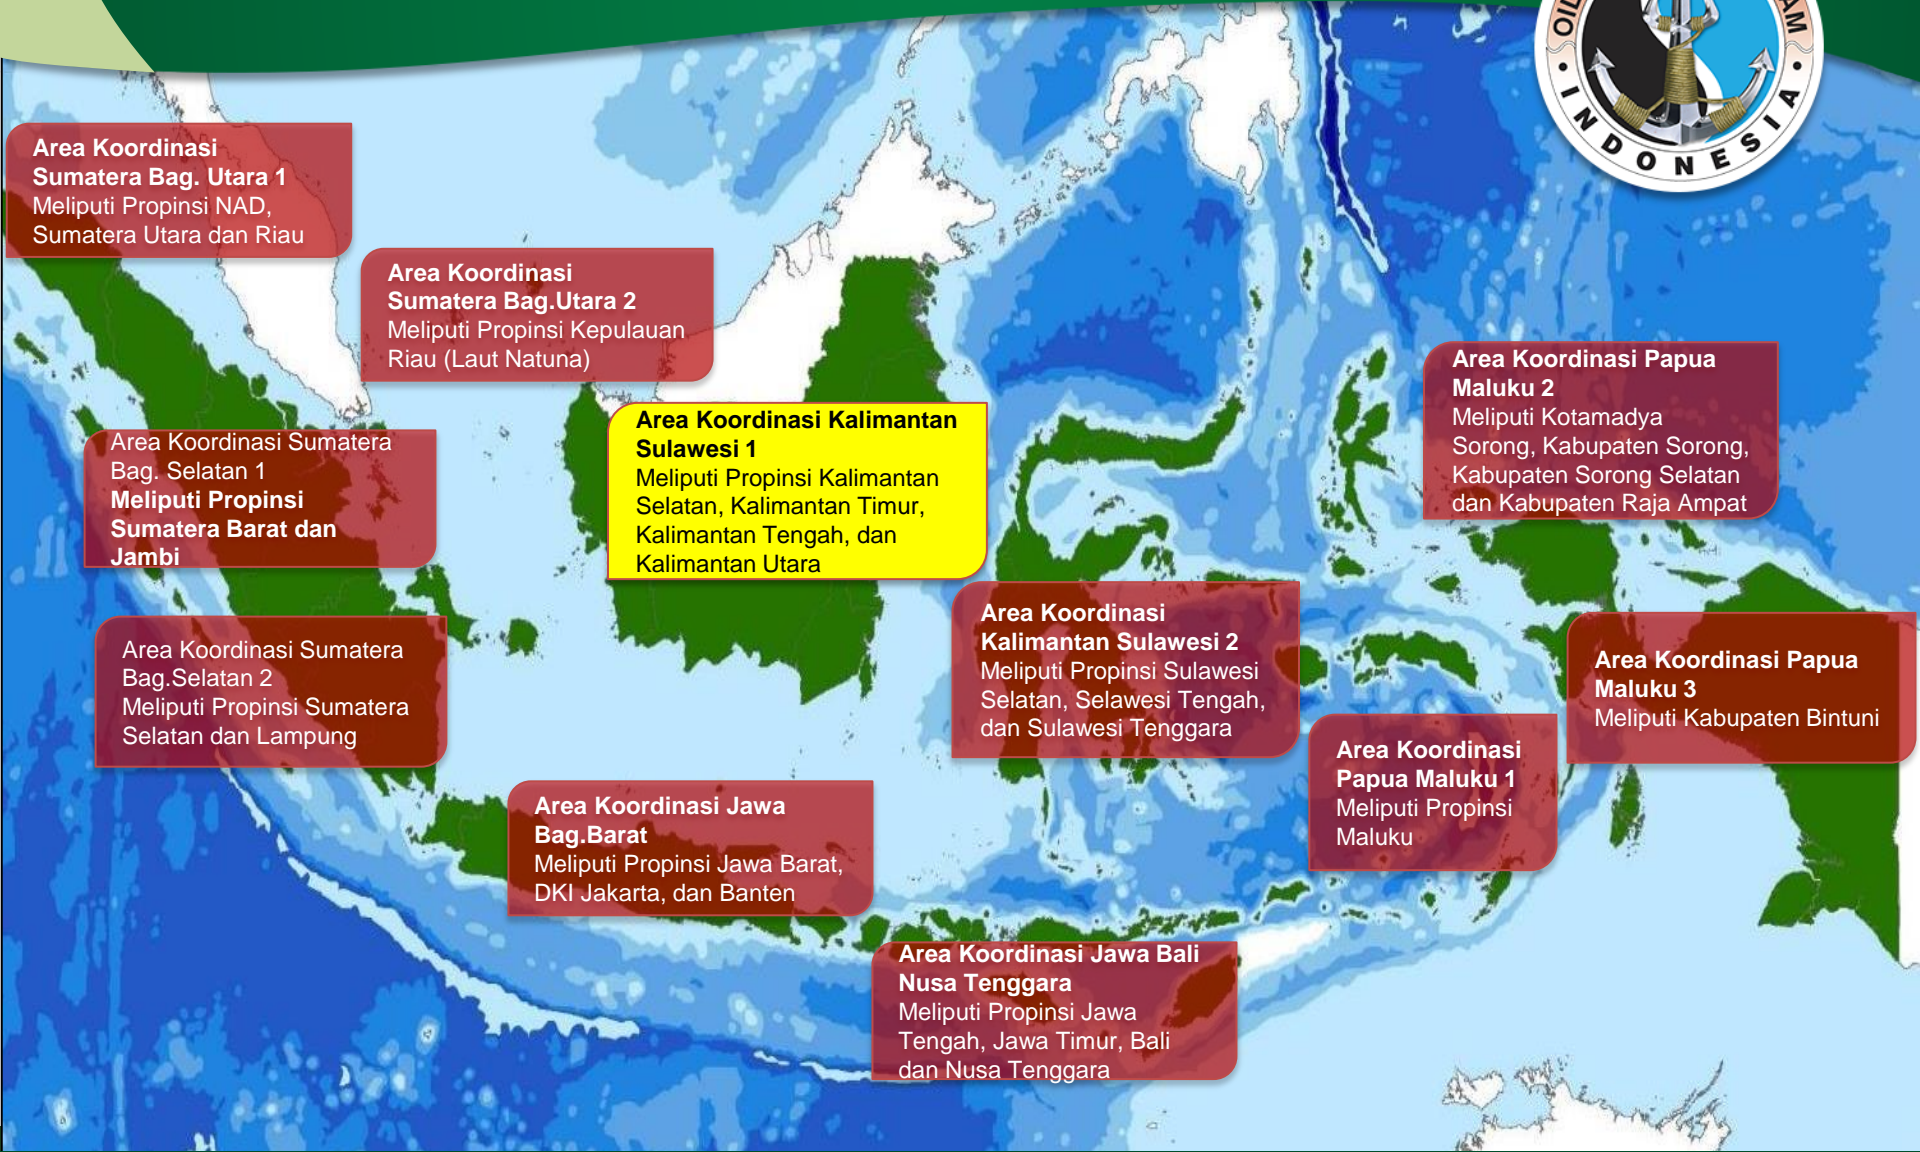 OIL
AM
• INDONESIA •
Area Koordinasi
Sumatera Bag. Utara 1
Meliputi Propinsi NAD,
Sumatera Utara dan Riau
Area Koordinasi
Sumatera Bag.Utara 2
Meliputi Propinsi Kepulauan
Riau (Laut Natuna)
Area Koordinasi Papua
Maluku 2
Meliputi Kotamadya
Sorong, Kabupaten Sorong,
Kabupaten Sorong Selatan
dan Kabupaten Raja Ampat
Area Koordinasi Kalimantan
Sulawesi 1
Meliputi Propinsi Kalimantan
Selatan, Kalimantan Timur,
Kalimantan Tengah, dan
Kalimantan Utara
Area Koordinasi Sumatera
Bag. Selatan 1
Meliputi Propinsi
Sumatera Barat dan
Jambi
Area Koordinasi
Kalimantan Sulawesi 2
Meliputi Propinsi Sulawesi
Selatan, Selawesi Tengah,
dan Sulawesi Tenggara
Area Koordinasi Sumatera
Bag.Selatan 2
Meliputi Propinsi Sumatera
Selatan dan Lampung
Area Koordinasi Papua
Maluku 3
Meliputi Kabupaten Bintuni
Area Koordinasi
Papua Maluku 1
Meliputi Propinsi
Maluku
Area Koordinasi Jawa
Bag.Barat
Meliputi Propinsi Jawa Barat,
DKI Jakarta, dan Banten
Area Koordinasi Jawa Bali
Nusa Tenggara
Meliputi Propinsi Jawa
Tengah, Jawa Timur, Bali
dan Nusa Tenggara